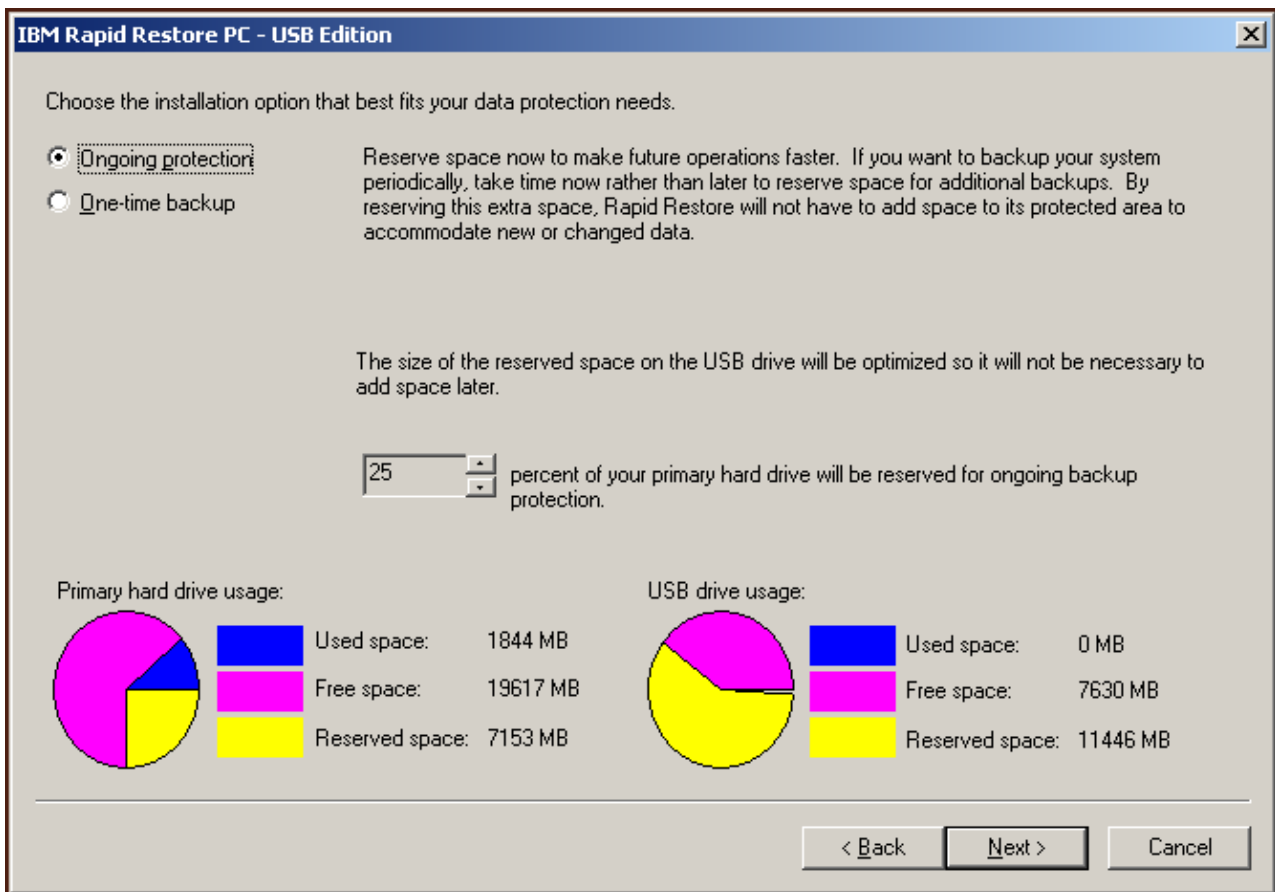 IBM Rapid Restore PC - USB Edition
Choose the installation option that best fits your data protection needs.
Ongoing protection
One-time backup
Reserve space now to make future operations faster. If you want to backup your system
periodically, take time now rather than later to reserve space for additional backups. By
reserving this extra space, Rapid Restore will not have to add space to its protected area to
accommodate new or changed data.
The size of the reserved space on the USB drive will be optimized so it will not be necessary to
add space later.
25
percent of your primary hard drive will be reserved for ongoing backup
protection.
Primary hard drive usage:
Used space: 1844 MB
Free space: 19617 MB
Reserved space: 7153 MB
USB drive usage:
Used space: 0 MB
Free space: 7630 MB
Reserved space: 11446 MB
< Back
Next >
Cancel